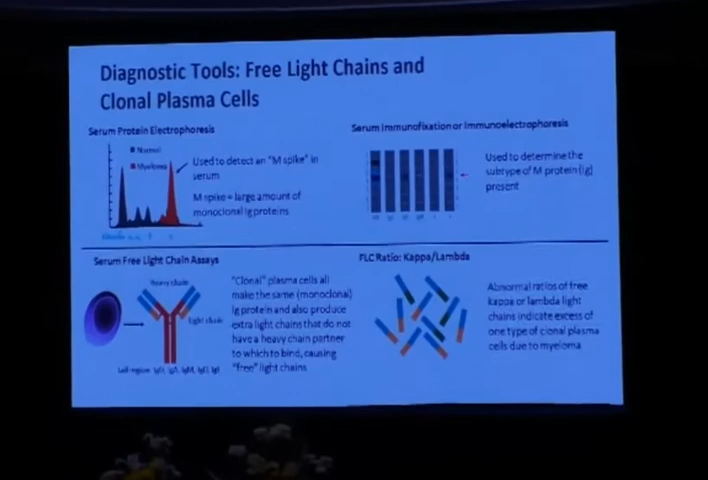 Diagnostic Tools: Free Light Chains and
Clonal Plasma Cells
Serum Protein Electrophoresis
Normal
Myeloma
Used to detect an "M spike" in
serum
M spike = large amount of
monoclonal Ig proteins
Serum Immunofixation or Immunoelectrophoresis
Used to determine the
subtype of M protein (Ig)
present
Serum Free Light Chain Assays
Heavy chain
Light chain
"Clonal" plasma cells all
make the same (monoclonal)
Ig protein and also produce
extra light chains that do not
have a heavy chain partner
to which to bind, causing
"free" light chains
FLC Ratio: Kappa/Lambda
Abnormal ratios of free
kappa or lambda light
chains indicate excess of
one type of clonal plasma
cells due to myeloma